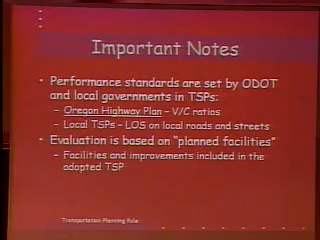 Important Notes
• Performance standards are set by ODOT
and local governments in TSPs:
– Oregon Highway Plan – V/C ratios
– Local TSPs – LOS on local roads and streets
• Evaluation is based on "planned facilities"
– Facilities and improvements included in the
adopted TSP
Transportation Planning Rule